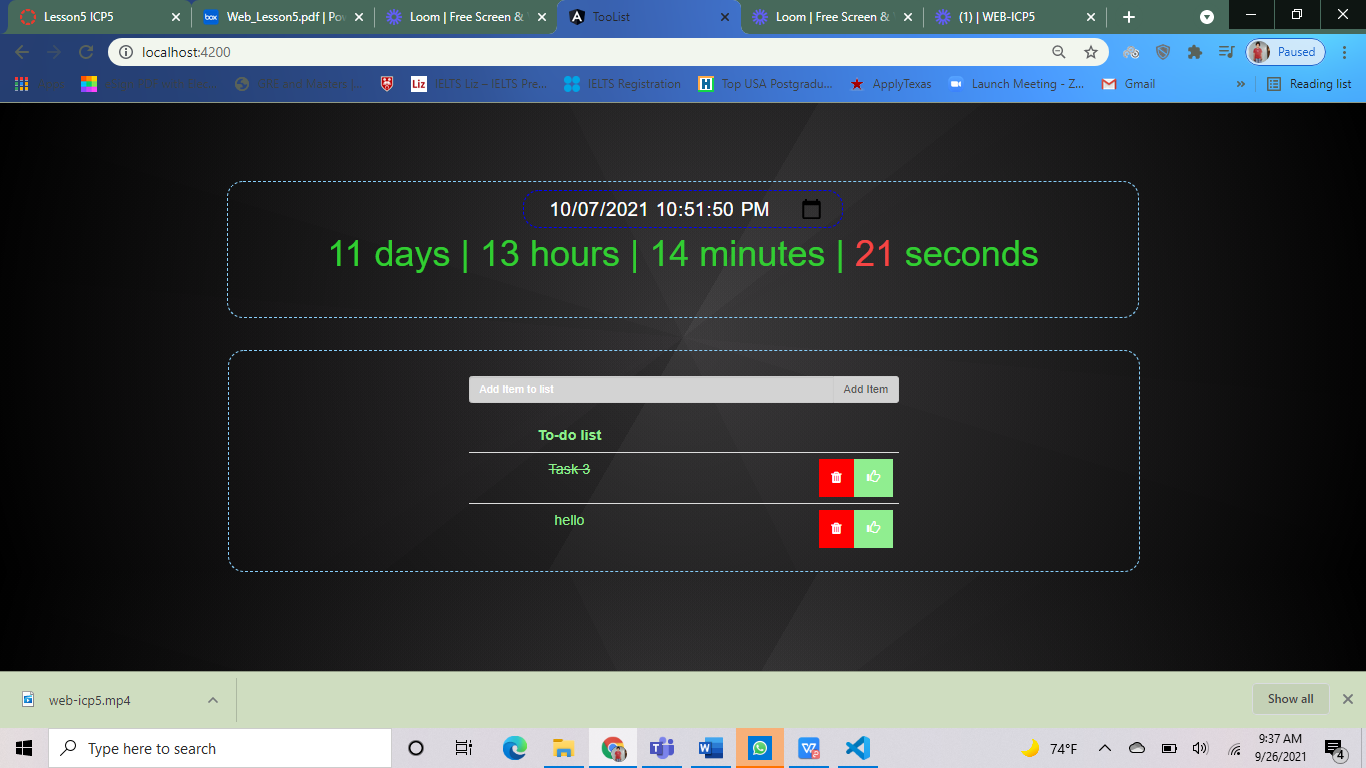 Lesson5 ICP5
box Web_Lesson5.pdf | Po
Loom | Free Screen &
TooList
Loom | Free Screen &
(1) | WEB-ICP5
localhost:4200
Paused
Liz IELTS Liz – IELTS Pre...
IELTS Registration
H Top USA Postgradu...
ApplyTexas
Launch Meeting - Z...
Gmail
»
Reading list
10/07/2021 10:51:50 PM
11 days | 13 hours | 14 minutes | 21 seconds
Add Item to list Add Item
To-do list
Task 3
hello
web-icp5.mp4
Show all
Type here to search
74°F
9:37 AM
9/26/2021
4